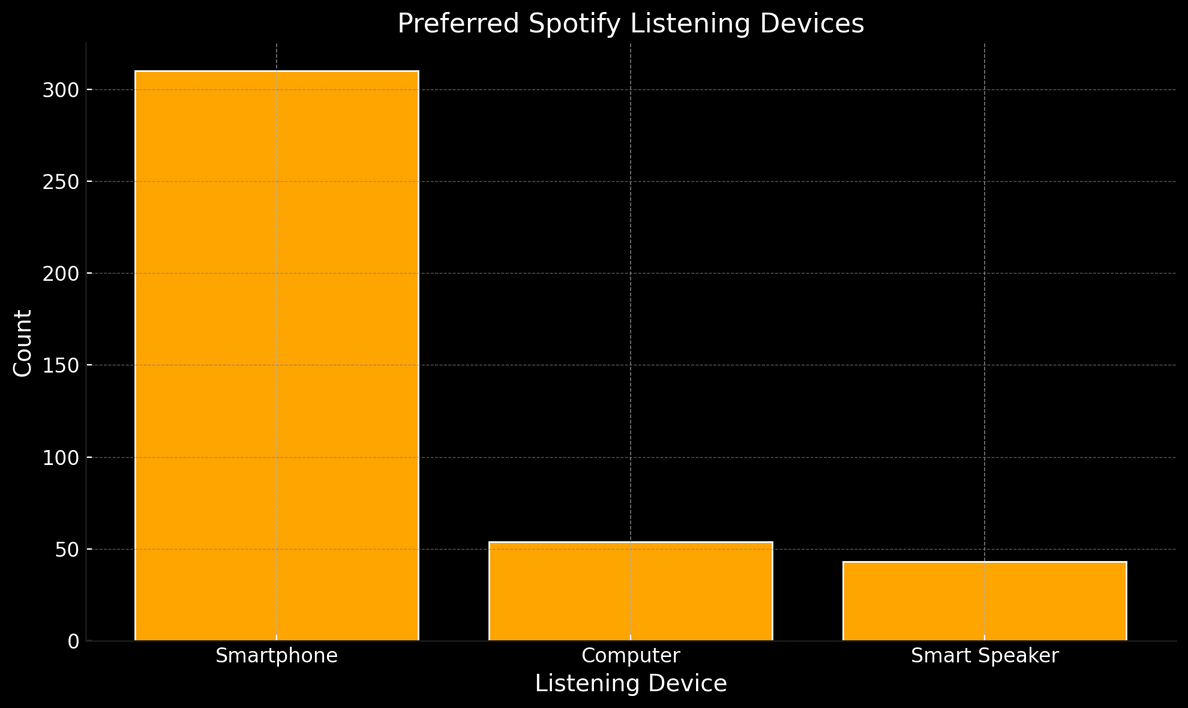 Preferred Spotify Listening Devices
Count
300
250
200
150
100
50
0
Smartphone Computer Smart Speaker
Listening Device